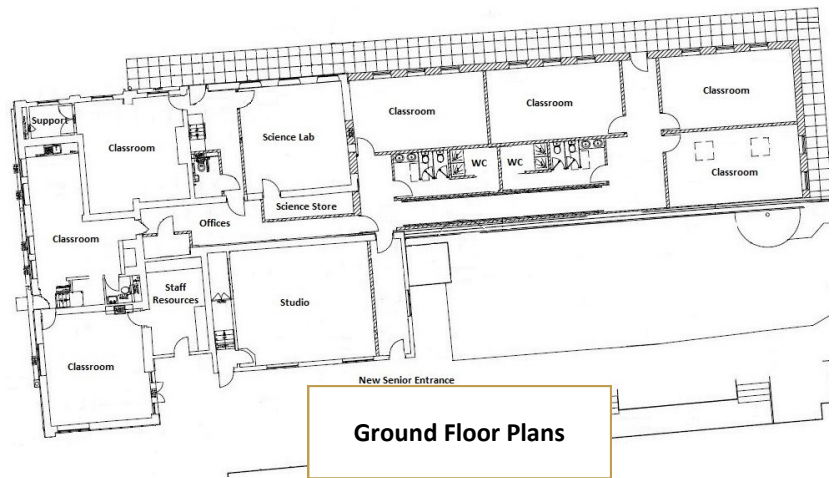 Support
Classroom
Science Lab
Classroom
Classroom
Classroom
WC
WC
Classroom
Science Store
Offices
Classroom
Staff
Resources
Studio
Classroom
New Senior Entrance
Ground Floor Plans